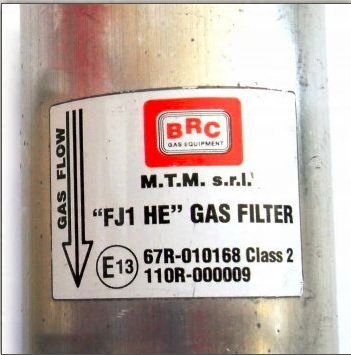 BRC
GAS EQUIPMENT
M.T.M. s.r.l.
"FJ1 HE" GAS FILTER
GAS FLOW
E13
67R-010168 Class 2
110R-000009